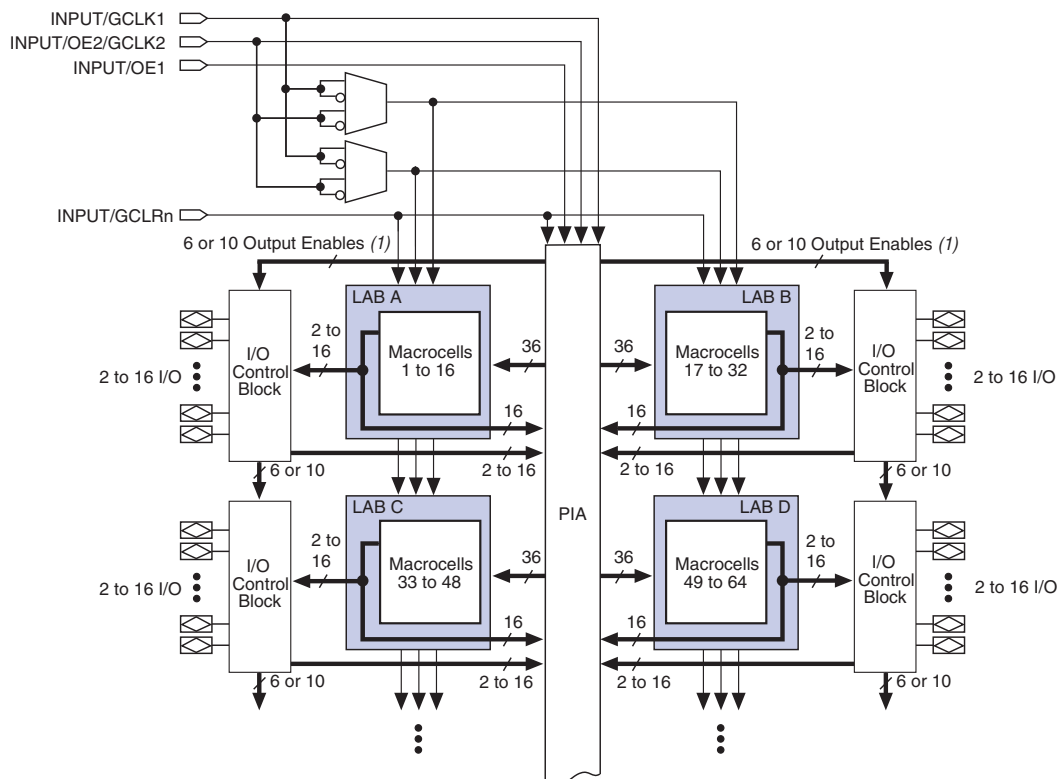 INPUT/GCLK1
INPUT/OE2/GCLK2
INPUT/OE1
INPUT/GCLRn
6 or 10 Output Enables (1)
6 or 10 Output Enables (1)
LAB A
LAB B
2 to
16
Macrocells
1 to 16
36
36
Macrocells
17 to 32
2 to
16
I/O
Control
Block
I/O
Control
Block
2 to 16 I/O
2 to 16 I/O
16
16
2 to 16
2 to 16
6 or 10
6 or 10
LAB C
PIA
LAB D
2 to
16
Macrocells
33 to 48
36
36
Macrocells
49 to 64
2 to
16
I/O
Control
Block
I/O
Control
Block
2 to 16 I/O
2 to 16 I/O
16
16
2 to 16
2 to 16
6 or 10
6 or 10